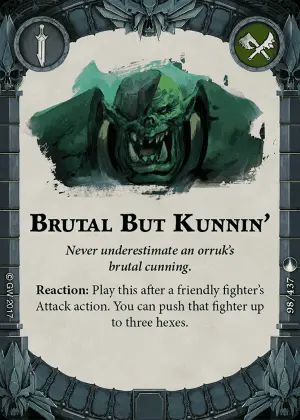 Brutal But Kunnin'
Never underestimate an orruk's
brutal cunning.
Reaction: Play this after a friendly fighter's
Attack action. You can push that fighter up
to three hexes.
© GW 2017
98/437